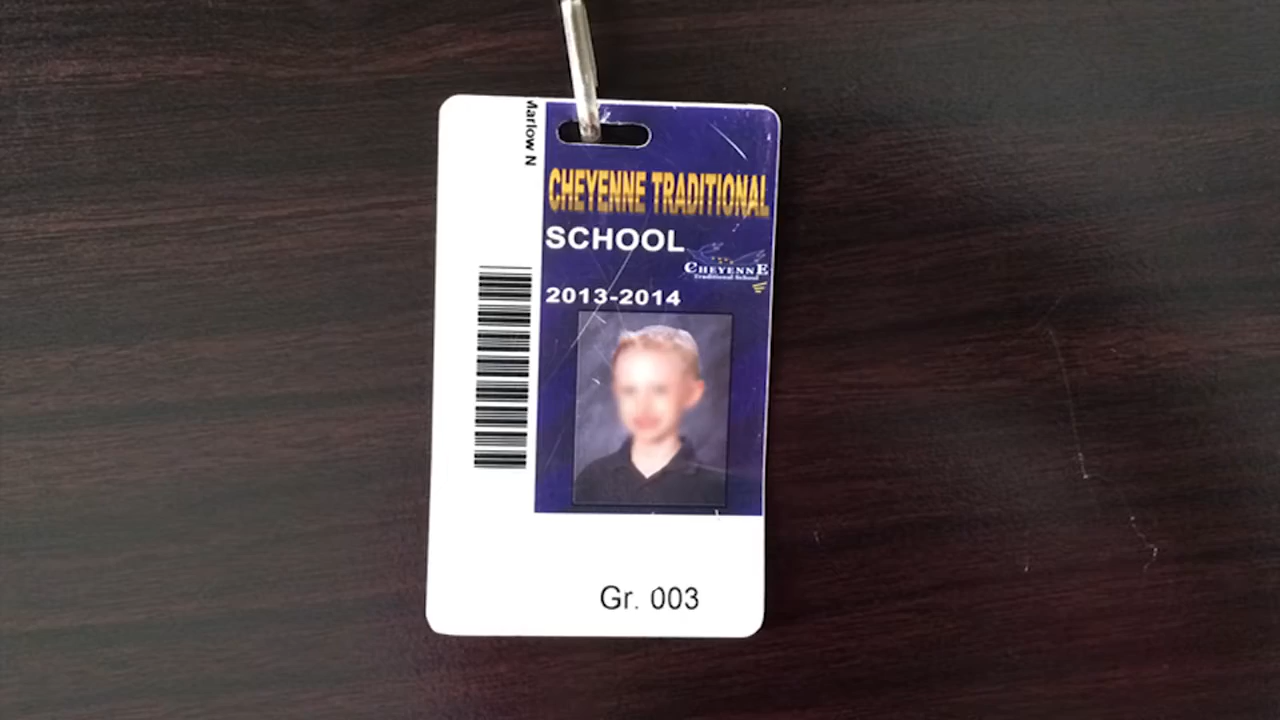 Marlow N
CHEYENNE TRADITIONAL
SCHOOL
CHEYENNE
Traditional School
2013-2014
Gr. 003